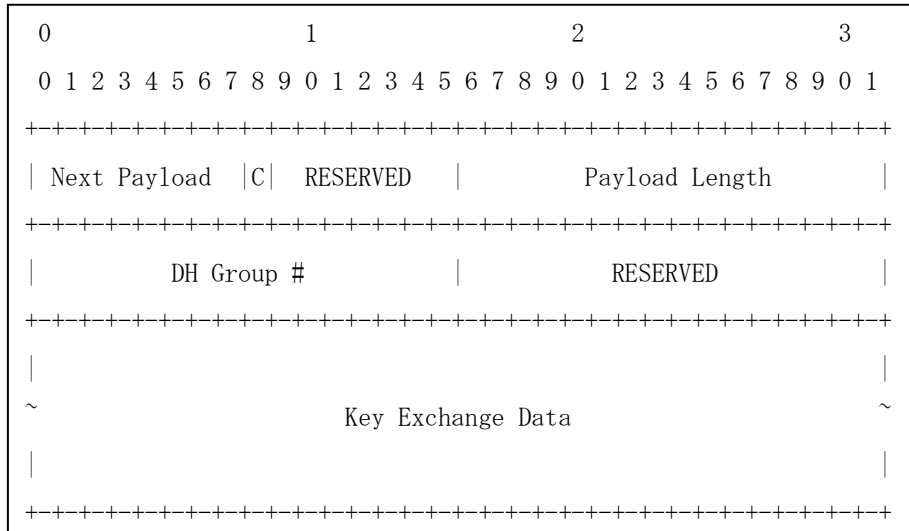 0 1 2 3
0 1 2 3 4 5 6 7 8 9 0 1 2 3 4 5 6 7 8 9 0 1 2 3 4 5 6 7 8 9 0 1
+-+-+-+-+-+-+-+-+-+-+-+-+-+-+-+-+-+-+-+-+-+-+-+-+-+-+-+-+-+-+-+-+
| Next Payload |C| RESERVED | Payload Length |
+-+-+-+-+-+-+-+-+-+-+-+-+-+-+-+-+-+-+-+-+-+-+-+-+-+-+-+-+-+-+-+-+
| DH Group # | RESERVED |
+-+-+-+-+-+-+-+-+-+-+-+-+-+-+-+-+-+-+-+-+-+-+-+-+-+-+-+-+-+-+-+-+
| |
~ Key Exchange Data ~
| |
+-+-+-+-+-+-+-+-+-+-+-+-+-+-+-+-+-+-+-+-+-+-+-+-+-+-+-+-+-+-+-+-+